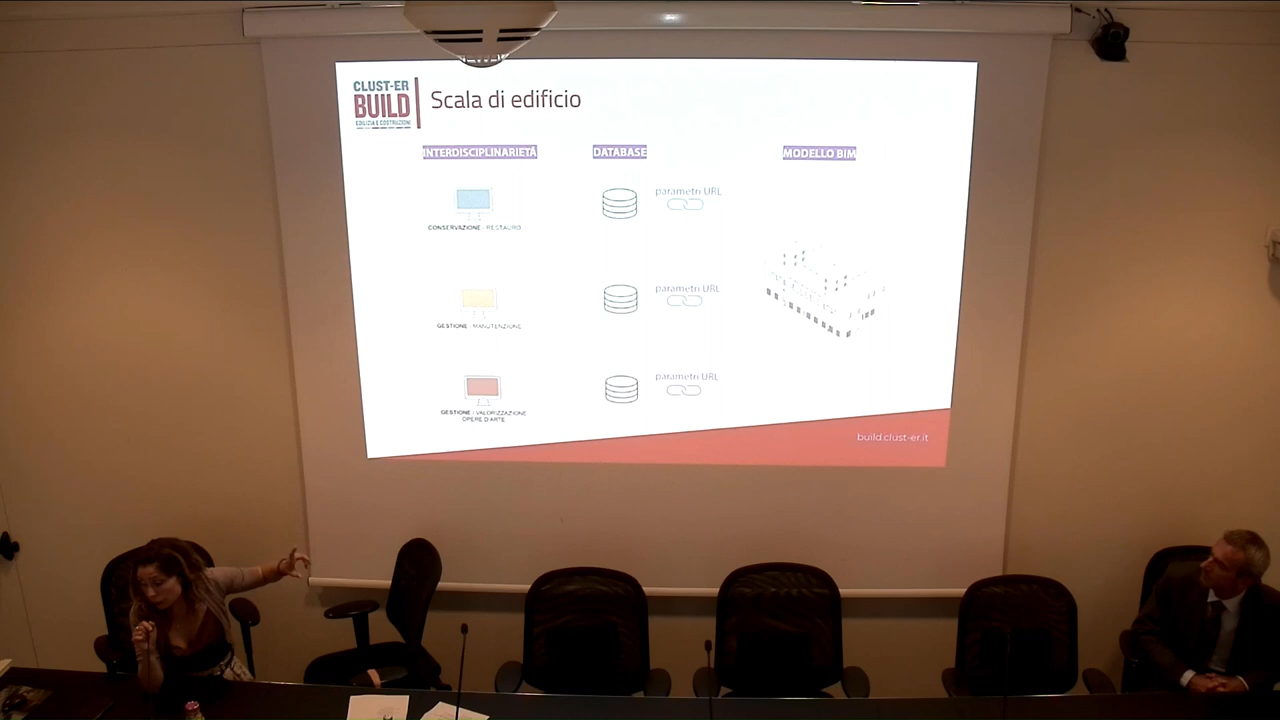 CLUST-ER
BUILD
EDILIZIA E COSTRUZIONI
Scala di edificio
INTERDISCIPLINARIETÀ
DATABASE
MODELLO BIM
parametri URL
CONSERVAZIONE / RESTAURO
parametri URL
GESTIONE / MANUTENZIONE
parametri URL
GESTIONE / VALORIZZAZIONE
OPERE D'ARTE
build.clust-er.it